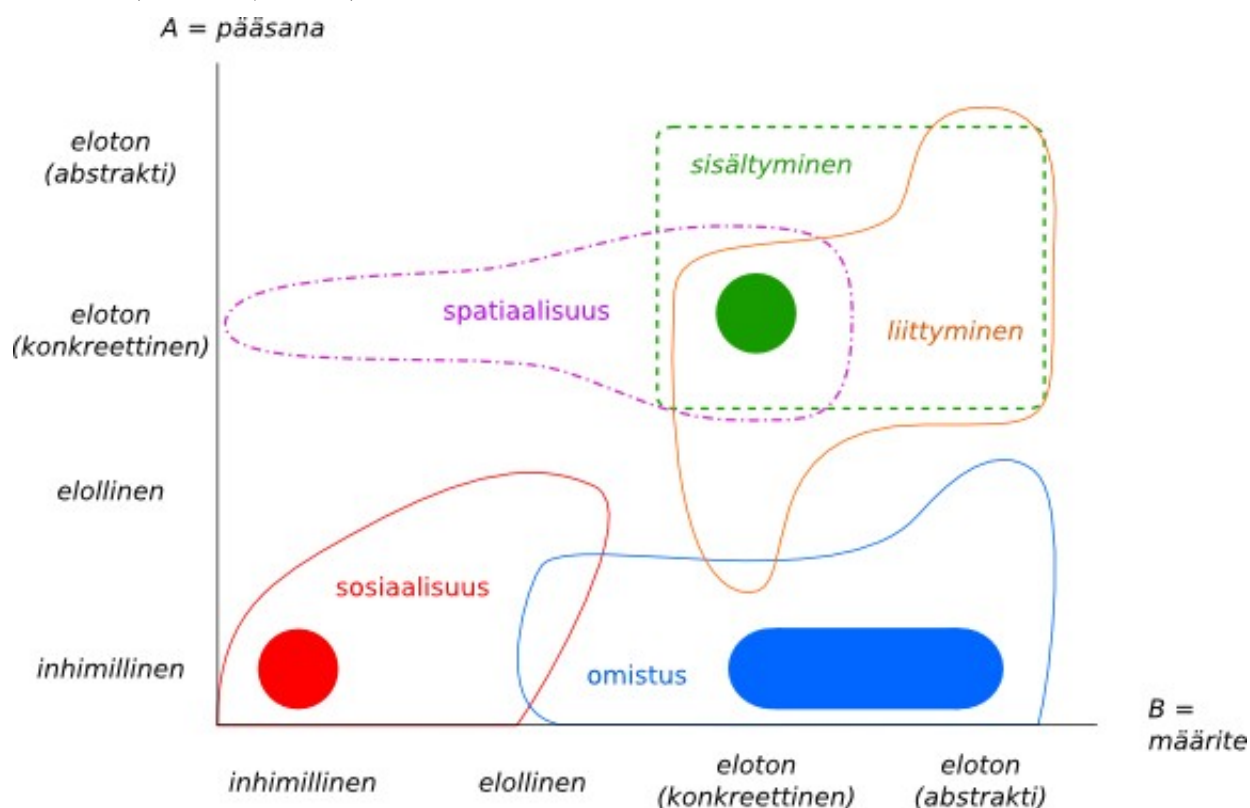 A = pääsana
eloton
(abstrakti)
sisältyminen
spatiaalisuus
eloton
(konkreettinen)
liittyminen
elollinen
sosiaalisuus
inhimillinen
omistus
B =
määrite
inhimillinen
elollinen
eloton
(konkreettinen)
eloton
(abstrakti)